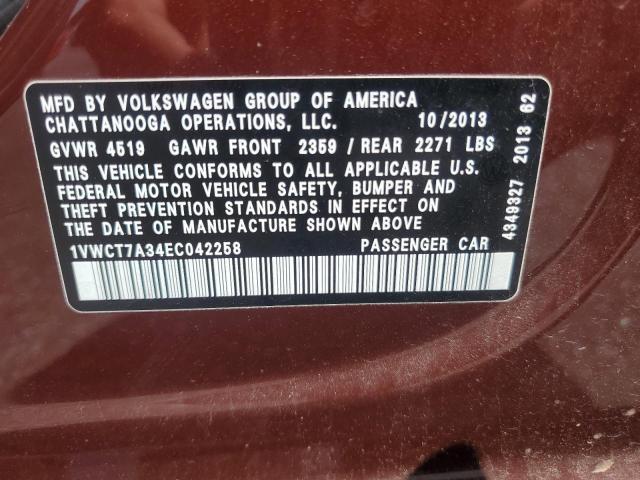 MFD BY VOLKSWAGEN GROUP OF AMERICA
CHATTANOOGA OPERATIONS, LLC. 10/2013
GVWR 4519 GAWR FRONT 2359 / REAR 2271 LBS
THIS VEHICLE CONFORMS TO ALL APPLICABLE U.S.
FEDERAL MOTOR VEHICLE SAFETY, BUMPER AND
THEFT PREVENTION STANDARDS IN EFFECT ON
THE DATE OF MANUFACTURE SHOWN ABOVE
1VWCT7A34EC042258 PASSENGER CAR
4349327 2013 62